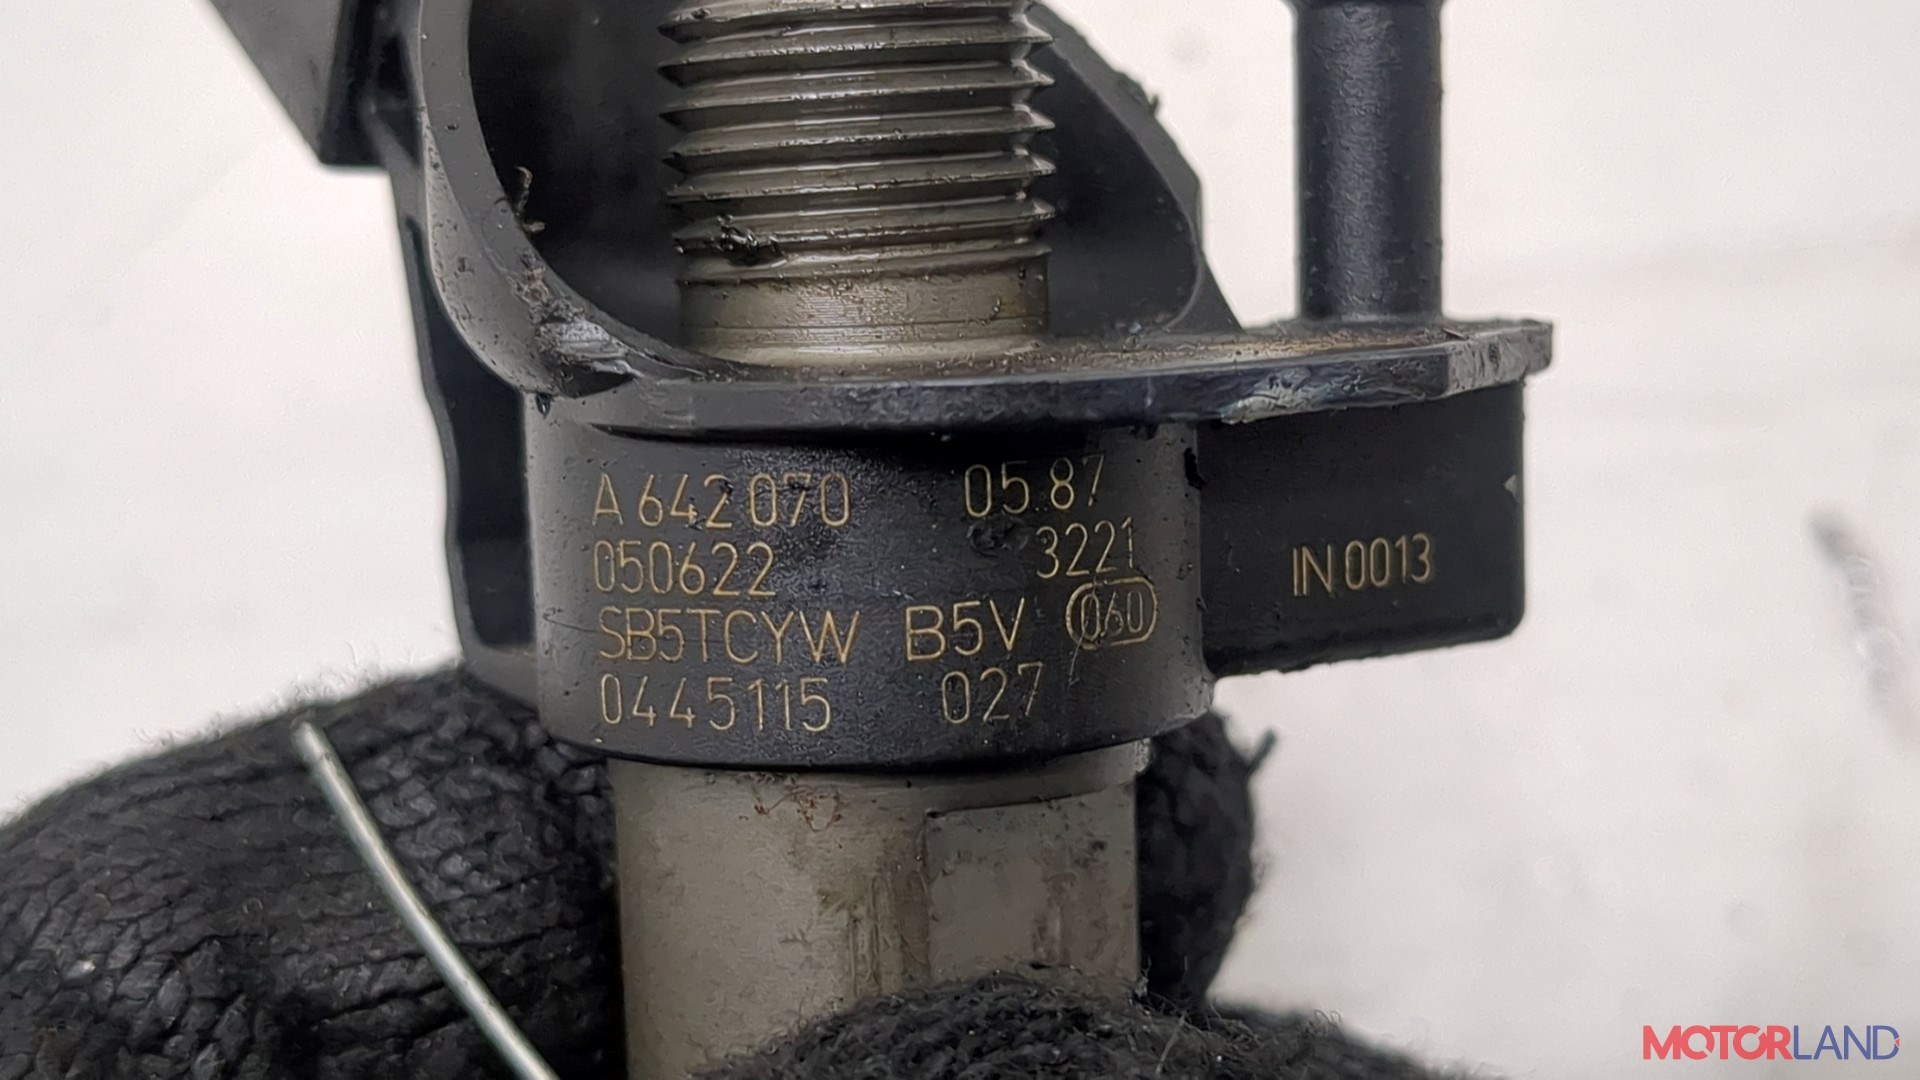 A 642 070 05.87
050622 3221
SB5TCYW B5V 060
0445115 027
IN 0013
MOTORLAND